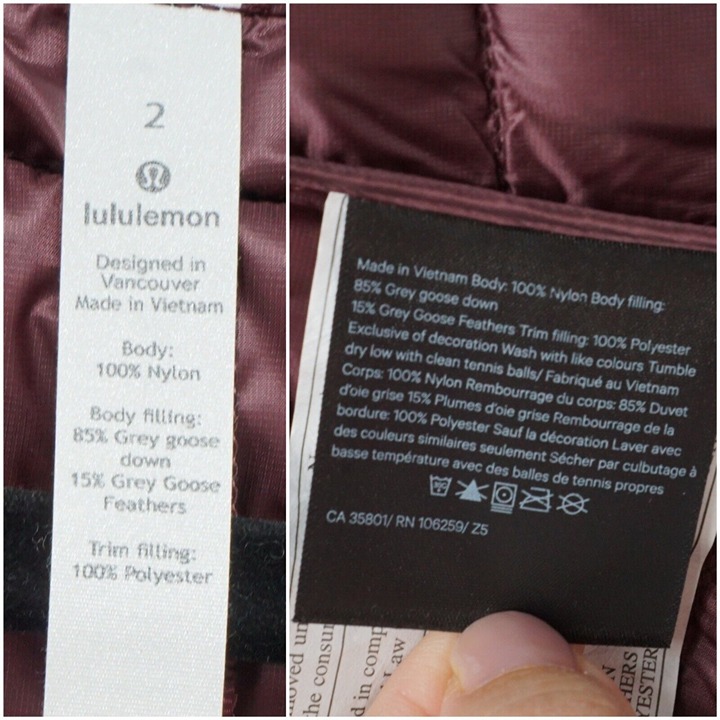 2
lululemon
Designed in
Vancouver
Made in Vietnam
Body:
100% Nylon
Body filling:
85% Grey goose
down
15% Grey Goose
Feathers
Trim filling:
100% Polyester
Made in Vietnam Body: 100% Nylon Body filling:
85% Grey goose down
15% Grey Goose Feathers Trim filling: 100% Polyester
Exclusive of decoration Wash with like colours Tumble
dry low with clean tennis balls/ Fabriqué au Vietnam
Corps: 100% Nylon Rembourrage du corps: 85% Duvet
d'oie grise 15% Plumes d'oie grise Rembourrage de la
bordure: 100% Polyester Sauf la décoration Laver avec
des couleurs similaires seulement Sécher par culbutage à
basse température avec des balles de tennis propres
CA 35801/ RN 106259/ Z5
the consu
d in comp
Law